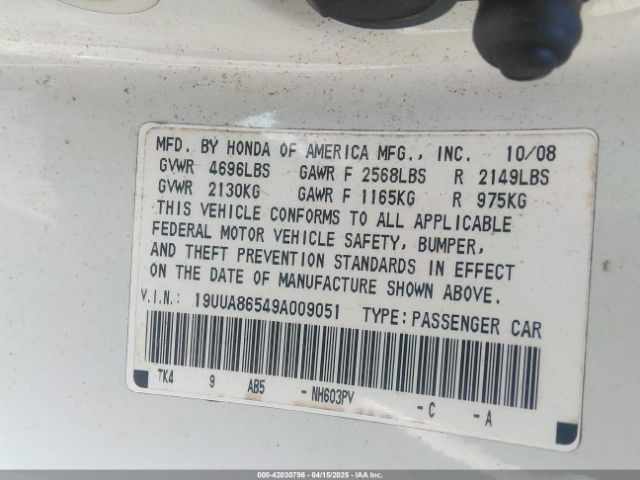 MFD. BY HONDA OF AMERICA MFG., INC. 10/08
GVWR 4696LBS GAWR F 2568LBS R 2149LBS
GVWR 2130KG GAWR F 1165KG R 975KG
THIS VEHICLE CONFORMS TO ALL APPLICABLE
FEDERAL MOTOR VEHICLE SAFETY, BUMPER,
AND THEFT PREVENTION STANDARDS IN EFFECT
ON THE DATE OF MANUFACTURE SHOWN ABOVE.
V.I.N.: 19UUA86549A009051 TYPE: PASSENGER CAR
TK4 9 AB5 -NH603PV -C -A
000-42030796 - 04/15/2025 - IAA Inc.